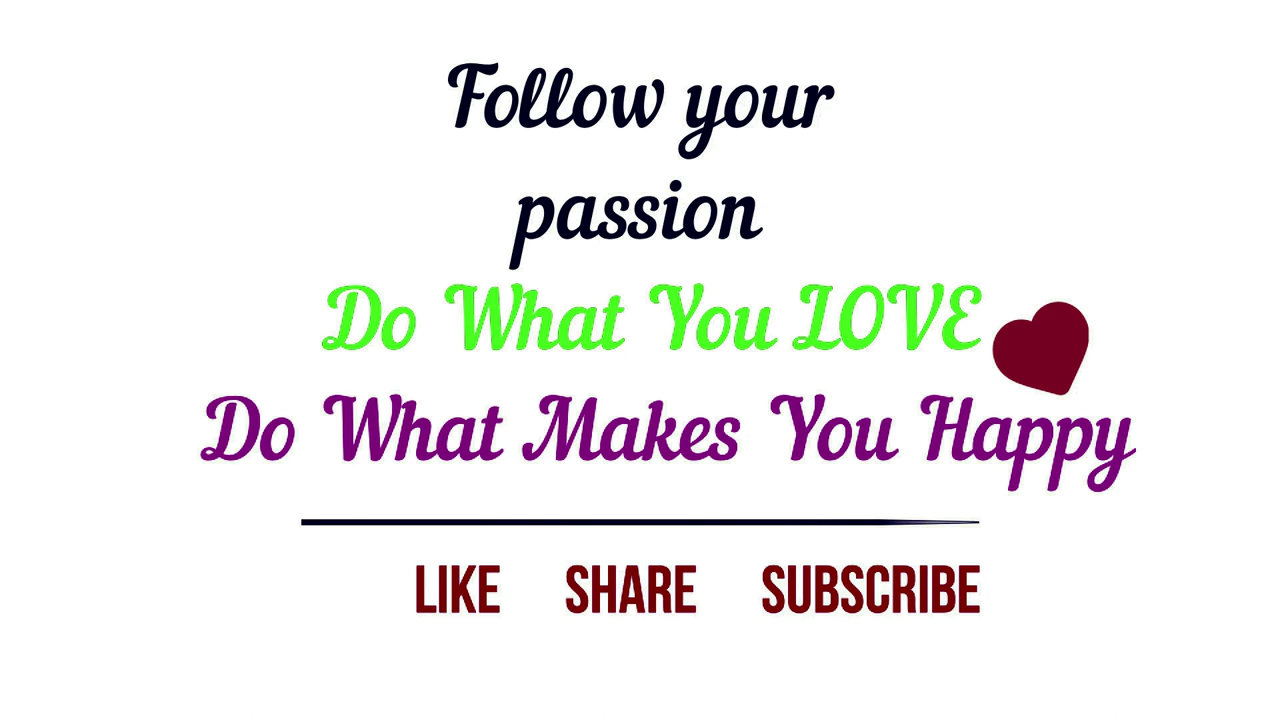 Follow your
passion
Do What You LOVE
Do What Makes You Happy
LIKE SHARE SUBSCRIBE